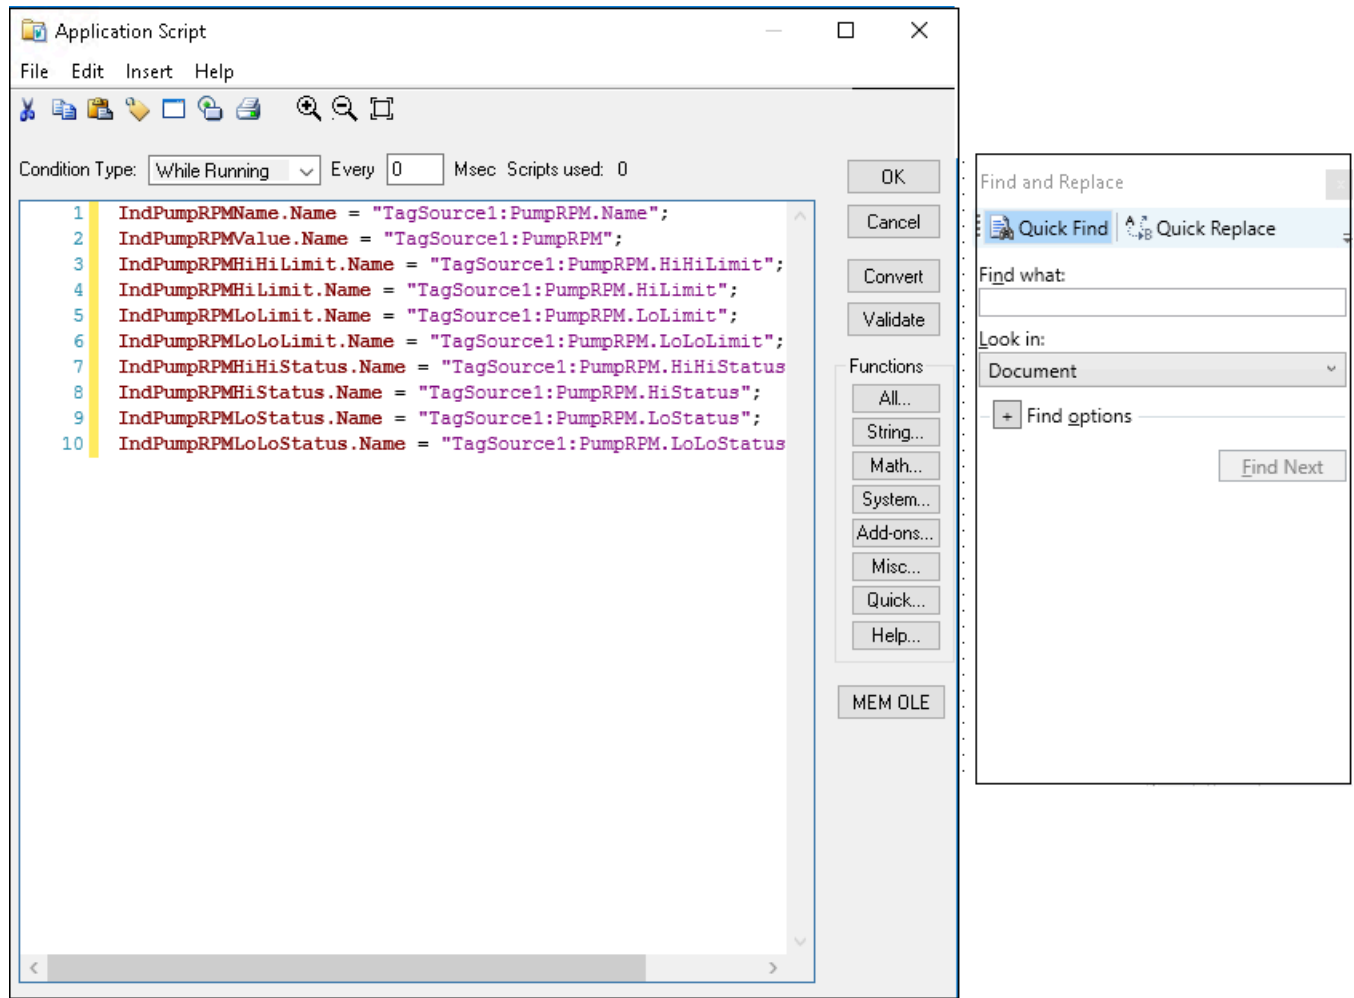 Application Script
File Edit Insert Help
Condition Type: While Running Every 0 Msec Scripts used: 0
1 IndPumpRPMName.Name = "TagSource1:PumpRPM.Name";
2 IndPumpRPMValue.Name = "TagSource1:PumpRPM";
3 IndPumpRPMHiHiLimit.Name = "TagSource1:PumpRPM.HiHiLimit";
4 IndPumpRPMHiLimit.Name = "TagSource1:PumpRPM.HiLimit";
5 IndPumpRPMLoLimit.Name = "TagSource1:PumpRPM.LoLimit";
6 IndPumpRPMLoLoLimit.Name = "TagSource1:PumpRPM.LoLoLimit";
7 IndPumpRPMHiHiStatus.Name = "TagSource1:PumpRPM.HiHiStatus
8 IndPumpRPMHiStatus.Name = "TagSource1:PumpRPM.HiStatus";
9 IndPumpRPMLoStatus.Name = "TagSource1:PumpRPM.LoStatus";
10 IndPumpRPMLoLoStatus.Name = "TagSource1:PumpRPM.LoLoStatus
OK
Cancel
Convert
Validate
Functions
All...
String...
Math...
System...
Add-ons...
Misc...
Quick...
Help...
MEM OLE
Find and Replace
Quick Find Quick Replace
Find what:
Look in:
Document
+ Find options
Find Next